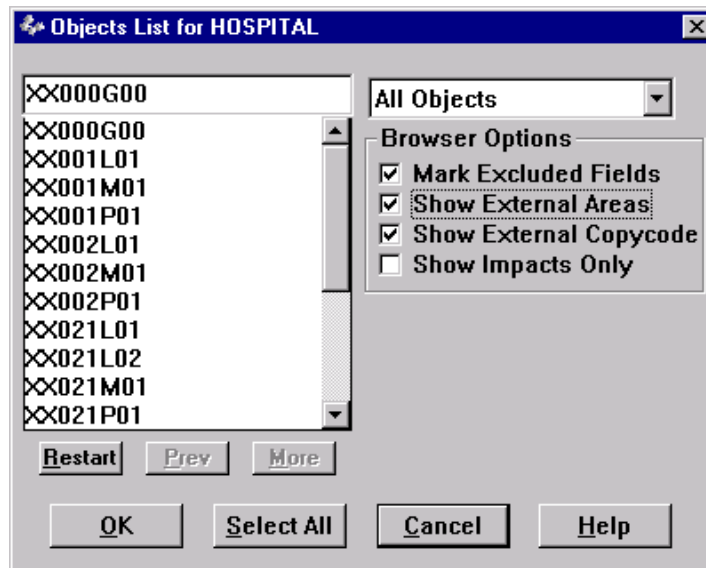 Objects List for HOSPITAL
XX000G00
All Objects
XX000G00
XX001L01
XX001M01
XX001P01
XX002L01
XX002M01
XX002P01
XX021L01
XX021L02
XX021M01
XX021P01
Browser Options
Mark Excluded Fields
Show External Areas
Show External Copycode
Show Impacts Only
Restart Prev More
OK Select All Cancel Help